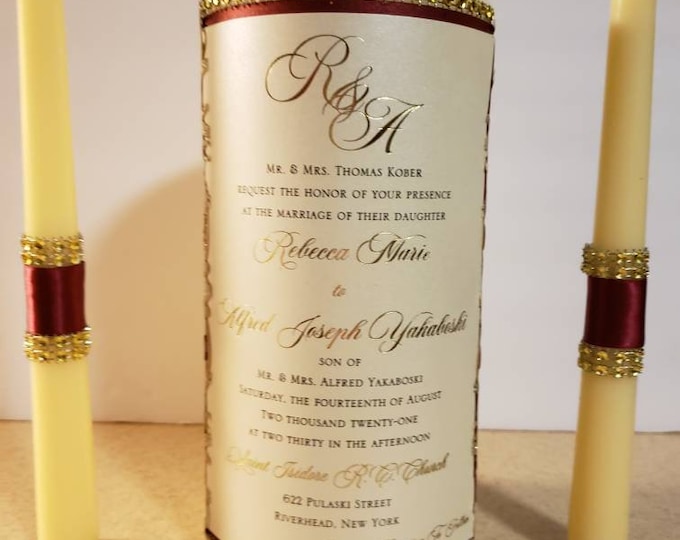 R&A
Mr. & Mrs. Thomas Kober
request the honor of your presence
at the marriage of their daughter
Rebecca Marie
to
Alfred Joseph Yakaboski
son of
Mr. & Mrs. Alfred Yakaboski
Saturday, the fourteenth of August
Two thousand twenty-one
at two thirty in the afternoon
Saint Isidore R.C. Church
622 Pulaski Street
Riverhead, New York
To Follow